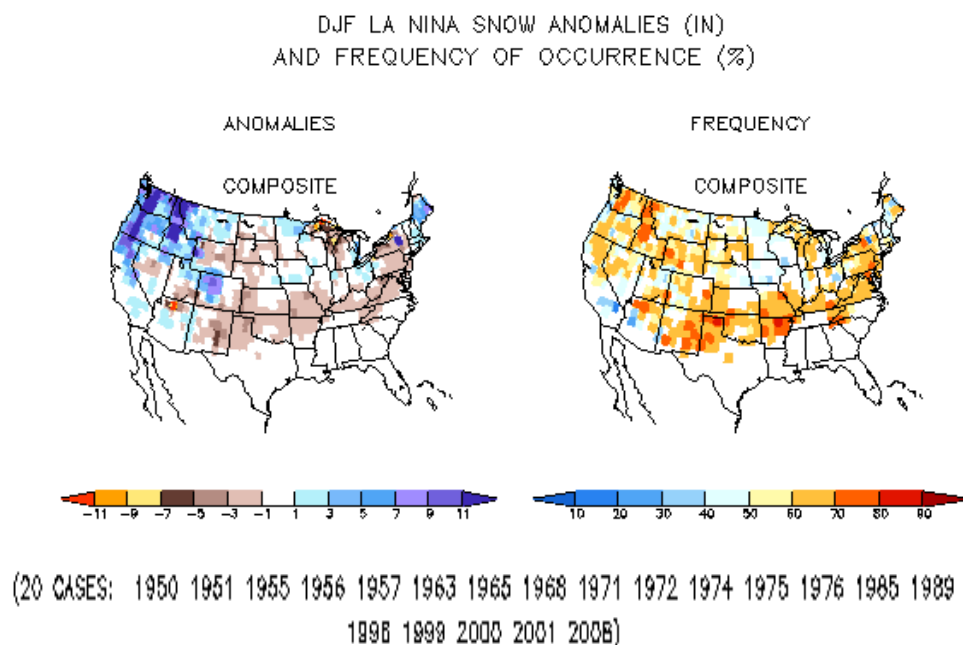 DJF LA NINA SNOW ANOMALIES (IN)
AND FREQUENCY OF OCCURRENCE (%)
ANOMALIES
FREQUENCY
COMPOSITE
COMPOSITE
-11 -9 -7 -5 -3 -1 1 3 5 7 9 11
10 20 30 40 50 60 70 80 90
(20 CASES: 1950 1951 1955 1956 1957 1963 1965 1968 1971 1972 1974 1975 1976 1985 1989
1996 1999 2000 2001 2008)